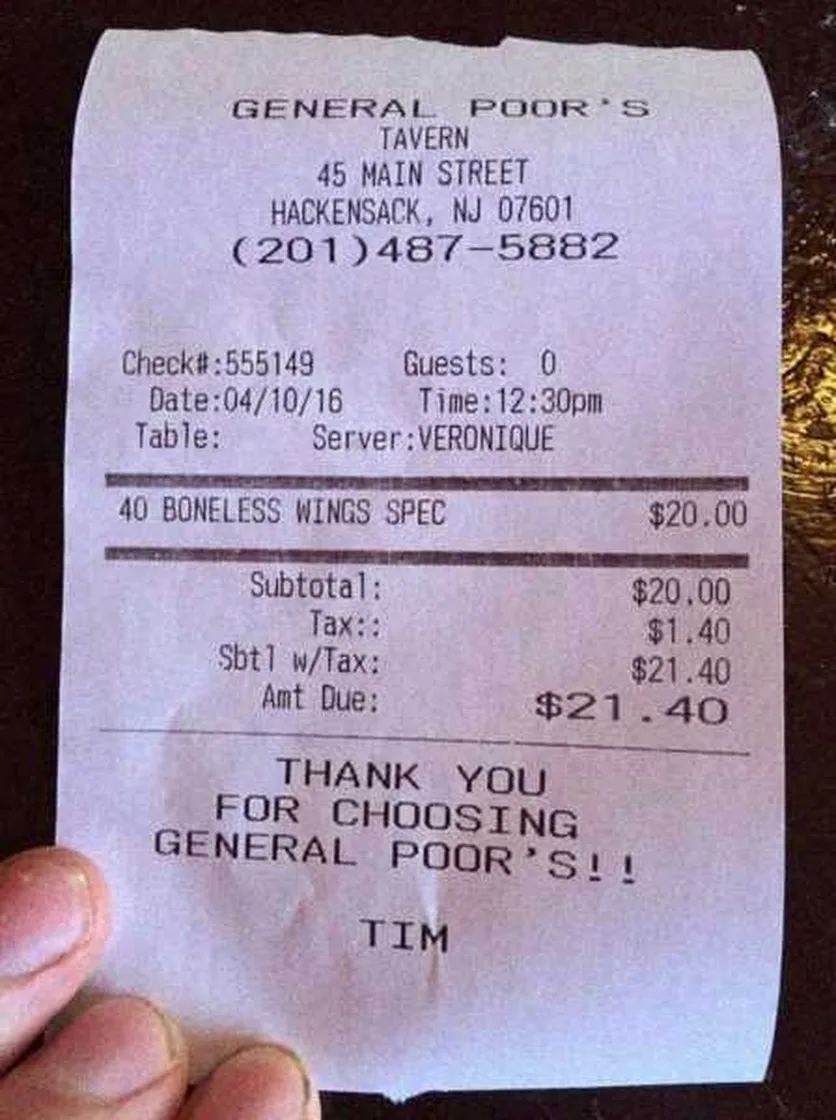 GENERAL POOR'S
TAVERN
45 MAIN STREET
HACKENSACK, NJ 07601
(201)487-5882
Check#:555149 Guests: 0
Date:04/10/16 Time:12:30pm
Table: Server:VERONIQUE
40 BONELESS WINGS SPEC $20.00
Subtotal: $20.00
Tax:: $1.40
Sbtl w/Tax: $21.40
Amt Due: $21.40
THANK YOU
FOR CHOOSING
GENERAL POOR'S!!
TIM